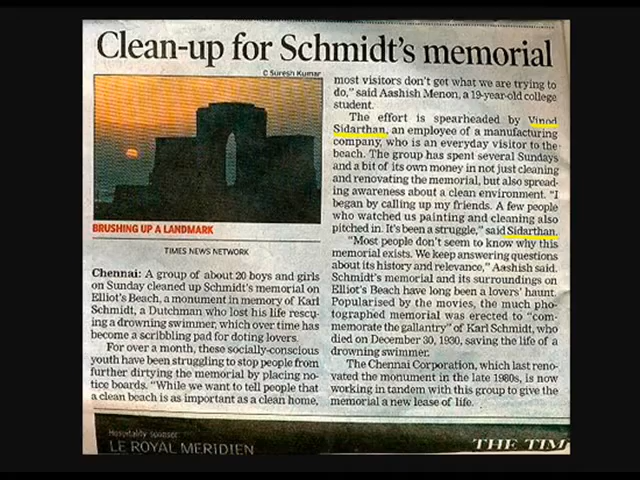 Clean-up for Schmidt's memorial
© Suresh Kumar
BRUSHING UP A LANDMARK
TIMES NEWS NETWORK
Chennai: A group of about 20 boys and girls
on Sunday cleaned up Schmidt's memorial on
Elliot's Beach, a monument in memory of Karl
Schmidt, a Dutchman who lost his life rescu-
ing a drowning swimmer, which over time has
become a scribbling pad for doting lovers.
For over a month, these socially-conscious
youth have been struggling to stop people from
further dirtying the memorial by placing no-
tice boards. "While we want to tell people that
a clean beach is as important as a clean home,
most visitors don't get what we are trying to
do," said Aashish Menon, a 19-year-old college
student.
The effort is spearheaded by Vinod
Sidarthan, an employee of a manufacturing
company, who is an everyday visitor to the
beach. The group has spent several Sundays
and a bit of its own money in not just cleaning
and renovating the memorial, but also spread-
ing awareness about a clean environment. "I
began by calling up my friends. A few people
who watched us painting and cleaning also
pitched in. It's been a struggle," said Sidarthan.
"Most people don't seem to know why this
memorial exists. We keep answering questions
about its history and relevance," Aashish said.
Schmidt's memorial and its surroundings on
Elliot's Beach have long been a lovers' haunt.
Popularised by the movies, the much pho-
tographed memorial was erected to "com-
memorate the gallantry" of Karl Schmidt, who
died on December 30, 1930, saving the life of a
drowning swimmer.
The Chennai Corporation, which last reno-
vated the monument in the late 1980s, is now
working in tandem with this group to give the
memorial a new lease of life.
Hospitality sponsor:
LE ROYAL MERIDIEN
THE TIM